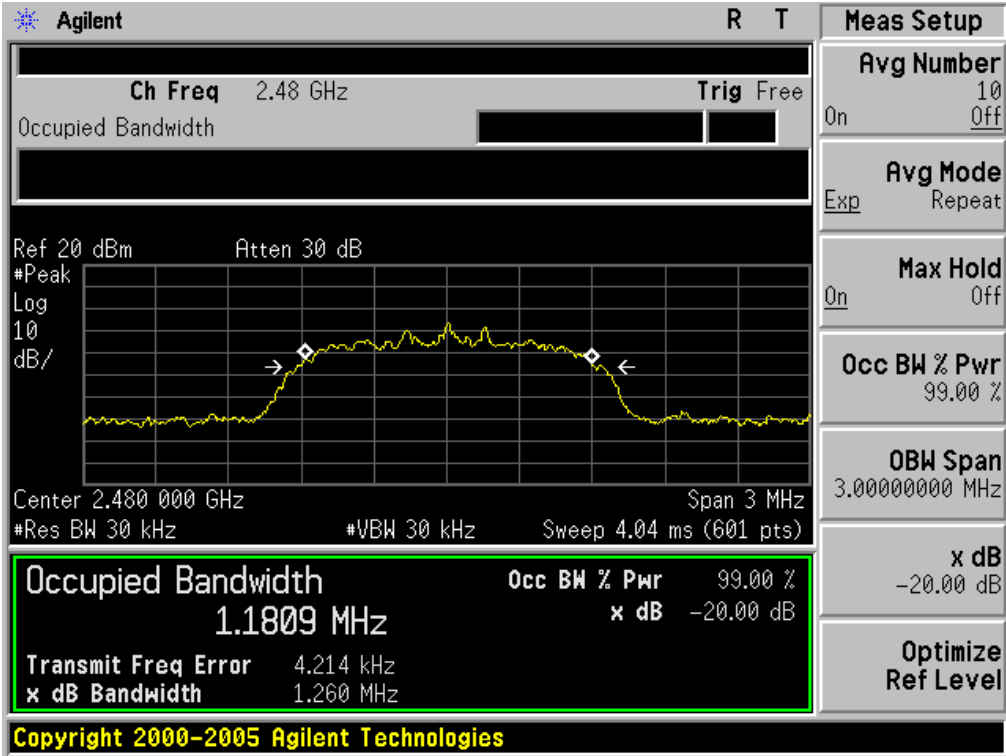 Agilent R T
Ch Freq 2.48 GHz Trig Free
Occupied Bandwidth
Ref 20 dBm Atten 30 dB
#Peak
Log
10
dB/
Center 2.480 000 GHz Span 3 MHz
#Res BW 30 kHz #VBW 30 kHz Sweep 4.04 ms (601 pts)
Occupied Bandwidth Occ BW % Pwr 99.00 %
1.1809 MHz x dB -20.00 dB
Transmit Freq Error 4.214 kHz
x dB Bandwidth 1.260 MHz
Copyright 2000-2005 Agilent Technologies
Meas Setup
Avg Number
10
On Off
Avg Mode
Exp Repeat
Max Hold
On Off
Occ BW % Pwr
99.00 %
OBW Span
3.00000000 MHz
x dB
-20.00 dB
Optimize
Ref Level